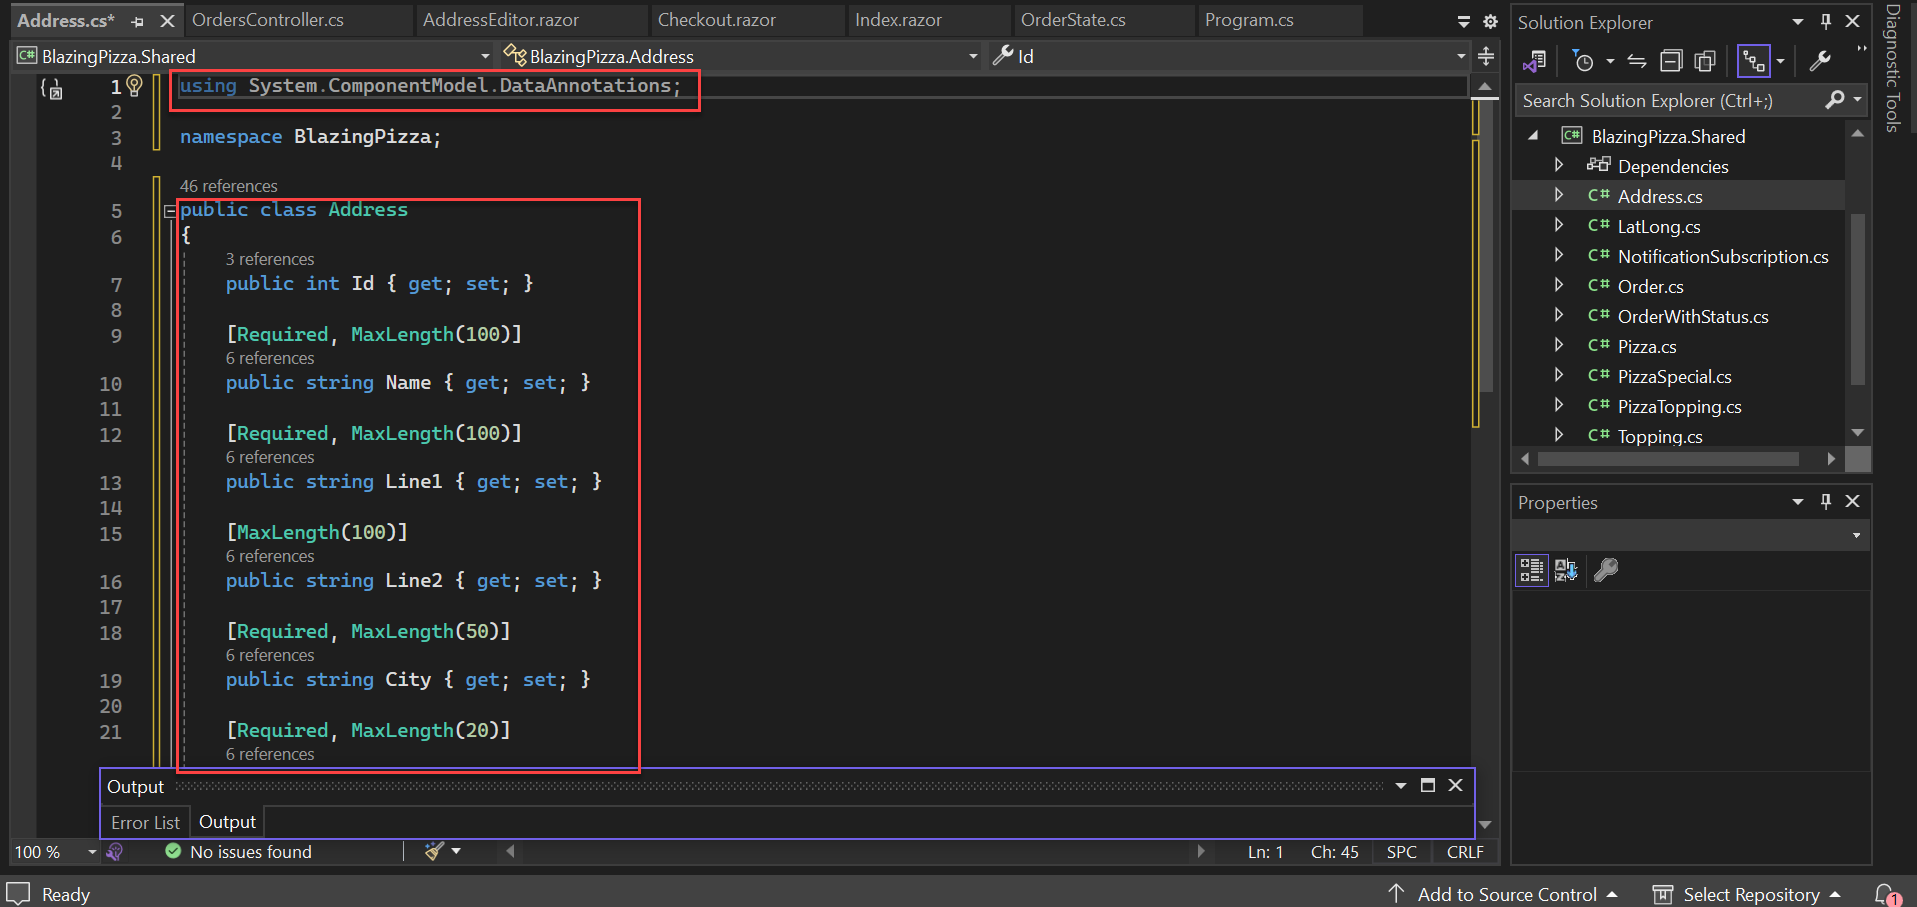 Address.cs* OrdersController.cs AddressEditor.razor Checkout.razor Index.razor OrderState.cs Program.cs
C# BlazingPizza.Shared BlazingPizza.Address Id
1 using System.ComponentModel.DataAnnotations;
2
3 namespace BlazingPizza;
4
46 references
5 public class Address
6 {
3 references
7 public int Id { get; set; }
8
9 [Required, MaxLength(100)]
6 references
10 public string Name { get; set; }
11
12 [Required, MaxLength(100)]
6 references
13 public string Line1 { get; set; }
14
15 [MaxLength(100)]
6 references
16 public string Line2 { get; set; }
17
18 [Required, MaxLength(50)]
6 references
19 public string City { get; set; }
20
21 [Required, MaxLength(20)]
6 references
Output
Error List Output
100 % No issues found Ln: 1 Ch: 45 SPC CRLF
Solution Explorer
Search Solution Explorer (Ctrl+;)
C# BlazingPizza.Shared
Dependencies
C# Address.cs
C# LatLong.cs
C# NotificationSubscription.cs
C# Order.cs
C# OrderWithStatus.cs
C# Pizza.cs
C# PizzaSpecial.cs
C# PizzaTopping.cs
C# Topping.cs
Properties
Diagnostic Tools
Ready Add to Source Control Select Repository 1